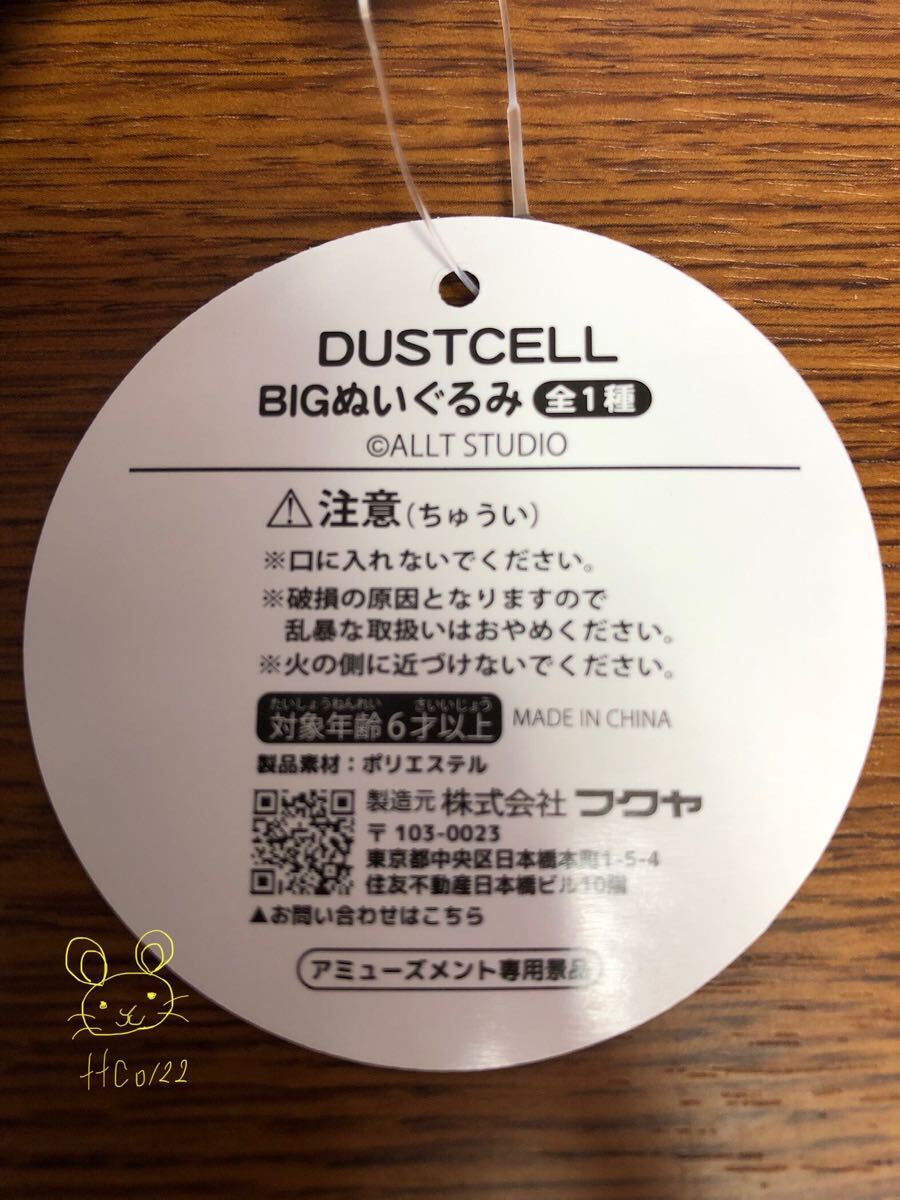 DUSTCELL
BIGぬいぐるみ 全1種
©ALLT STUDIO
⚠注意(ちゅうい)
※口に入れないでください。
※破損の原因となりますので
乱暴な取扱いはおやめください。
※火の側に近づけないでください。
たいしょうねんれい さいいじょう
対象年齢6才以上 MADE IN CHINA
製品素材:ポリエステル
製造元 株式会社 フクヤ
〒103-0023
東京都中央区日本橋本町1-5-4
住友不動産日本橋ビル10階
▲お問い合わせはこちら
アミューズメント専用景品
HCo122